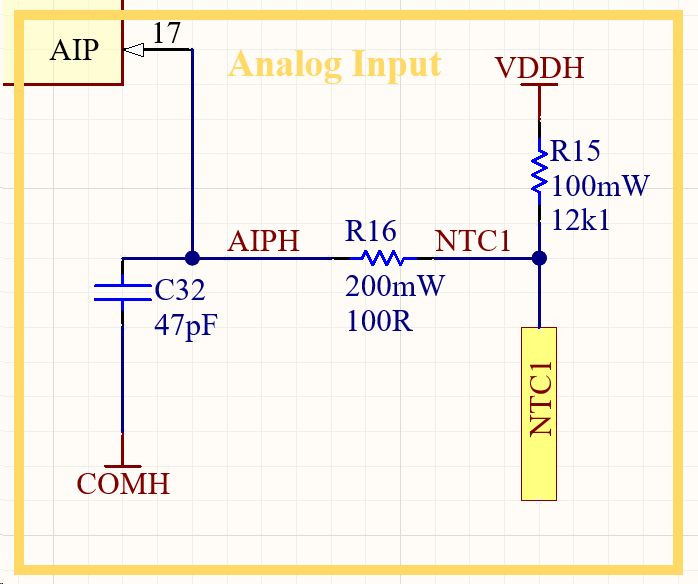 17
AIP
Analog Input
VDDH
R15
100mW
12k1
AIPH
R16
NTC1
200mW
100R
C32
47pF
NTC1
COMH